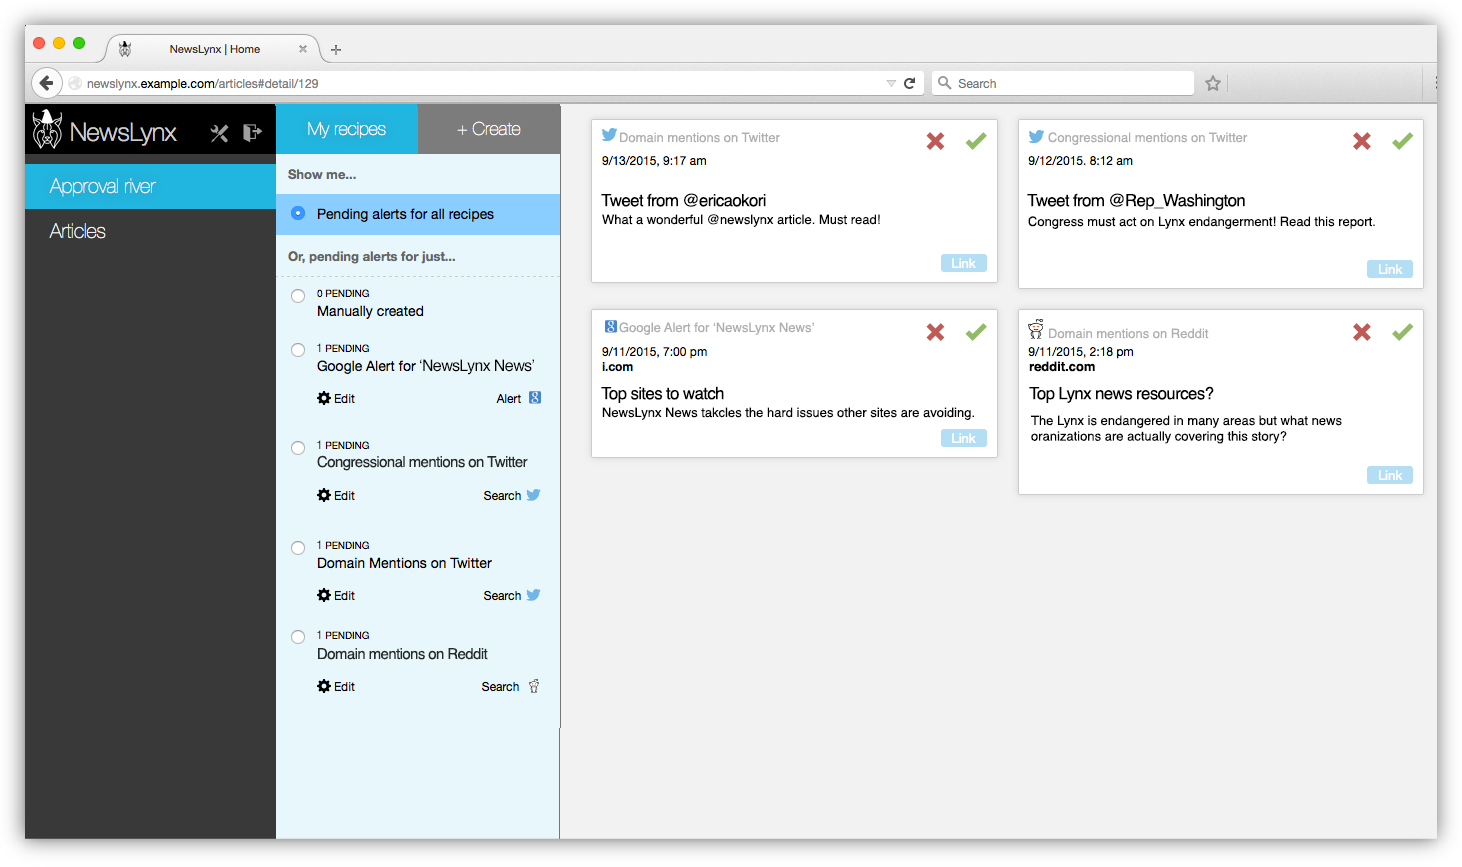 NewsLynx | Home
newslynx.example.com/articles#detail/129
Search
NewsLynx
My recipes
+ Create
Approval river
Articles
Show me...
Pending alerts for all recipes
Or, pending alerts for just...
0 PENDING
Manually created
1 PENDING
Google Alert for ‘NewsLynx News’
Edit
Alert
1 PENDING
Congressional mentions on Twitter
Edit
Search
1 PENDING
Domain Mentions on Twitter
Edit
Search
1 PENDING
Domain mentions on Reddit
Edit
Search
Domain mentions on Twitter
9/13/2015, 9:17 am
Tweet from @ericaokori
What a wonderful @newslynx article. Must read!
Link
Congressional mentions on Twitter
9/12/2015. 8:12 am
Tweet from @Rep_Washington
Congress must act on Lynx endangerment! Read this report.
Link
Google Alert for ‘NewsLynx News’
9/11/2015, 7:00 pm
i.com
Top sites to watch
NewsLynx News takcles the hard issues other sites are avoiding.
Link
Domain mentions on Reddit
9/11/2015, 2:18 pm
reddit.com
Top Lynx news resources?
The Lynx is endangered in many areas but what news
oranizations are actually covering this story?
Link